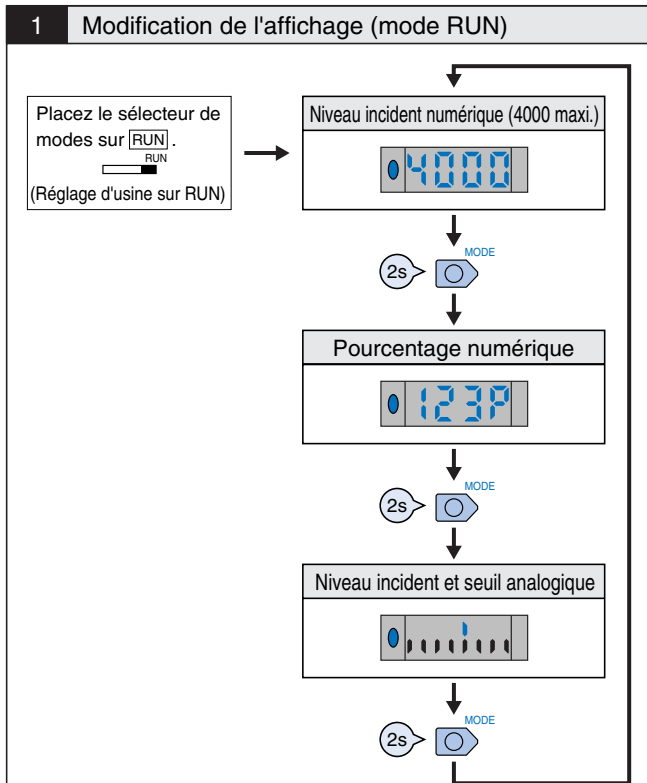 1 Modification de l'affichage (mode RUN)
Placez le sélecteur de
modes sur RUN .
RUN
(Réglage d'usine sur RUN)
Niveau incident numérique (4000 maxi.)
4000
2s
MODE
Pourcentage numérique
123P
2s
MODE
Niveau incident et seuil analogique
2s
MODE